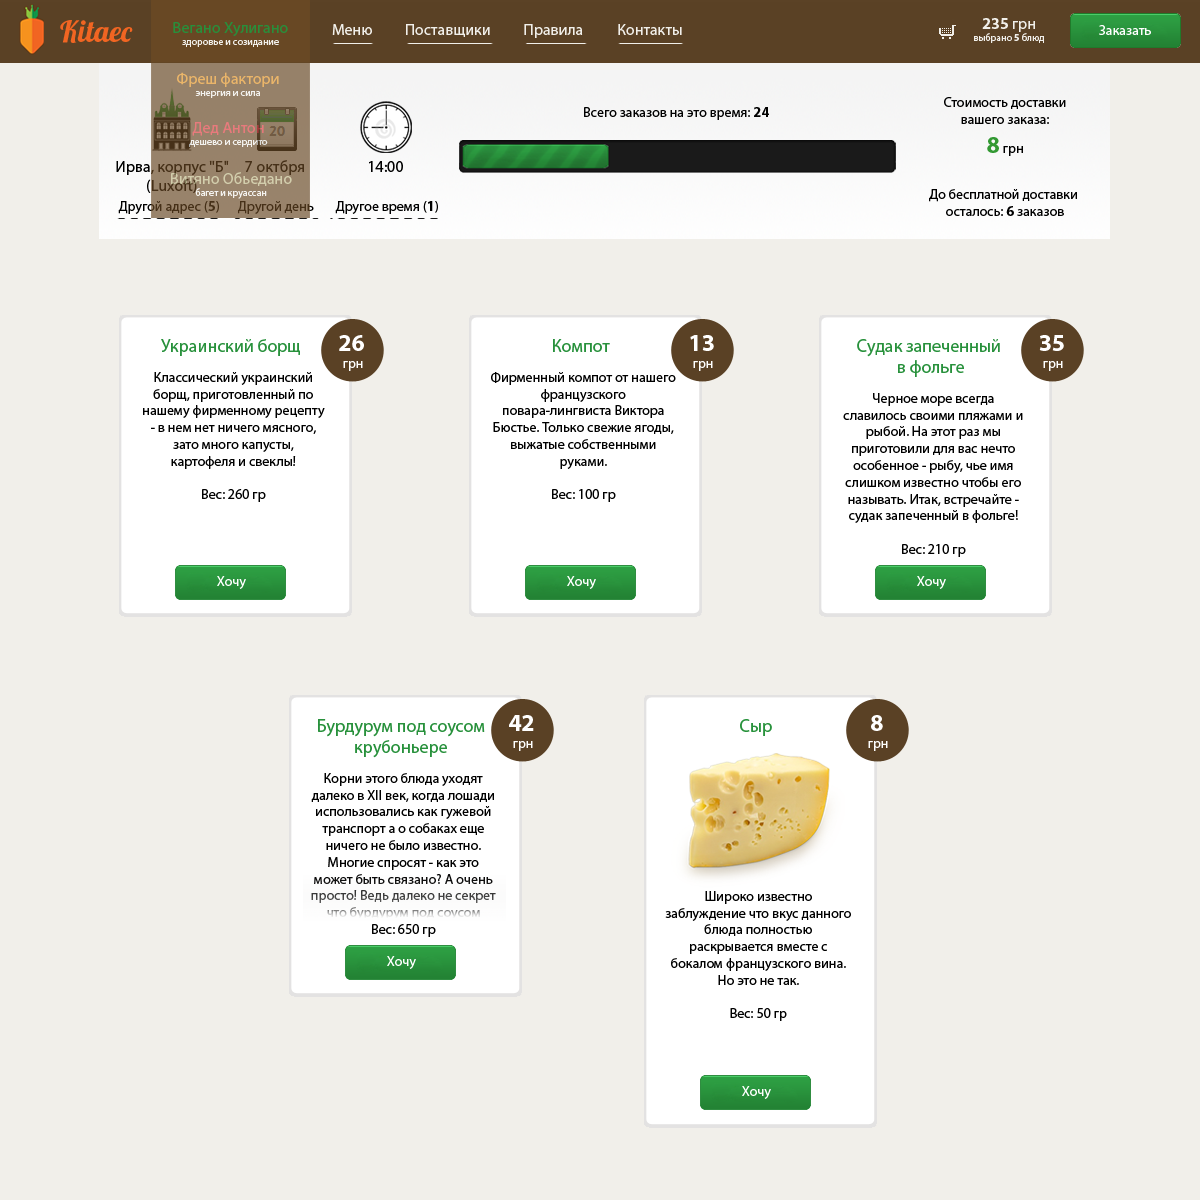 Kitaec
Вегано Хулигано
здоровье и созидание
Фреш фактори
энергия и сила
Дед Антон
дешево и сердито
Витяно Обьедано
багет и круассан
Меню
Поставщики
Правила
Контакты
235 грн
выбрано 5 блюд
Заказать
Ирва, корпус "Б"
(Luxoft)
Другой адрес (5)
20
7 октбря
Другой день
14:00
Другое время (1)
Всего заказов на это время: 24
Стоимость доставки
вашего заказа:
8 грн
До бесплатной доставки
осталось: 6 заказов
Украинский борщ
26
грн
Классический украинский
борщ, приготовленный по
нашему фирменному рецепту
- в нем нет ничего мясного,
зато много капусты,
картофеля и свеклы!
Вес: 260 гр
Хочу
Компот
13
грн
Фирменный компот от нашего
французского
повара-лингвиста Виктора
Бюстье. Только свежие ягоды,
выжатые собственными
руками.
Вес: 100 гр
Хочу
Судак запеченный
в фольге
35
грн
Черное море всегда
славилось своими пляжами и
рыбой. На этот раз мы
приготовили для вас нечто
особенное - рыбу, чье имя
слишком известно чтобы его
называть. Итак, встречайте -
судак запеченный в фольге!
Вес: 210 гр
Хочу
Бурдурум под соусом
крубоньере
42
грн
Корни этого блюда уходят
далеко в XII век, когда лошади
использовались как гужевой
транспорт а о собаках еще
ничего не было известно.
Многие спросят - как это
может быть связано? А очень
просто! Ведь далеко не секрет
что бурдурум под соусом
Вес: 650 гр
Хочу
Сыр
8
грн
Широко известно
заблуждение что вкус данного
блюда полностью
раскрывается вместе с
бокалом французского вина.
Но это не так.
Вес: 50 гр
Хочу